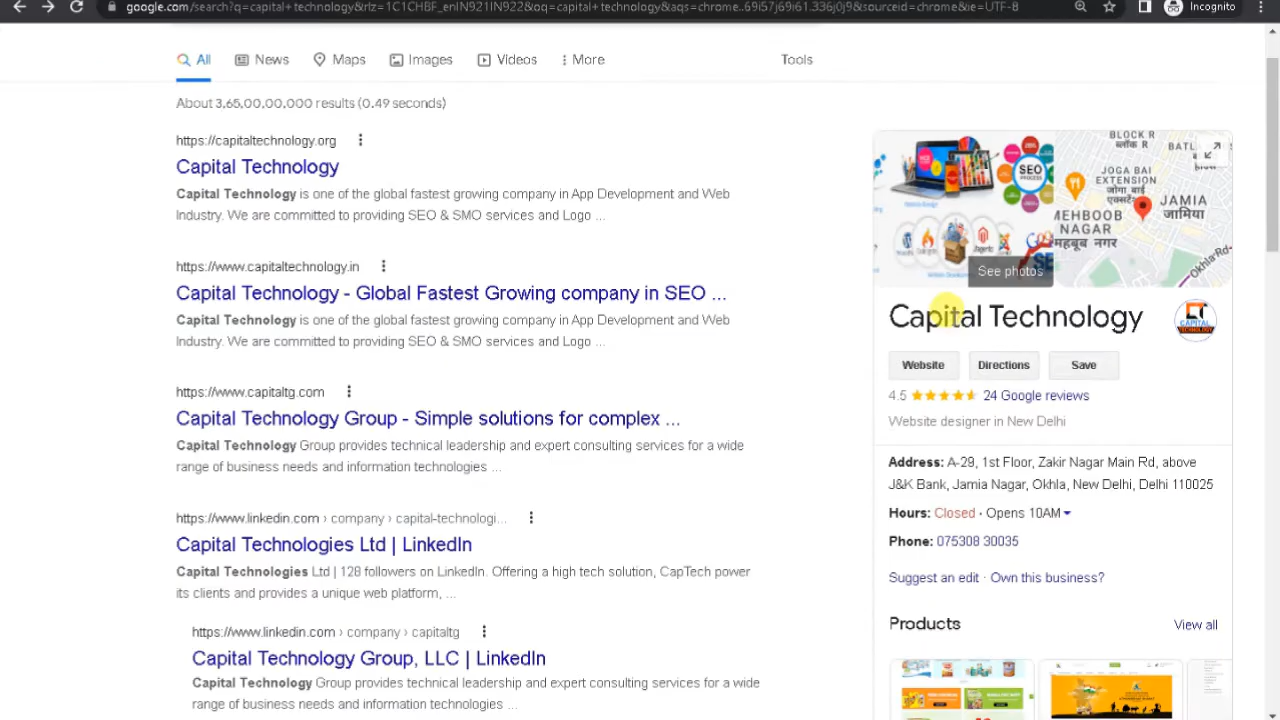 google.com/search?q=capital+technology&rlz=1C1CHBF_enIN921IN922&oq=capital+technology&aqs=chrome..69i57j69i61.336j0j9&sourceid=chrome&ie=UTF-8
Incognito
All
News
Maps
Images
Videos
More
Tools
About 3,65,00,00,000 results (0.49 seconds)
https://capitaltechnology.org
Capital Technology
Capital Technology is one of the global fastest growing company in App Development and Web
Industry. We are committed to providing SEO & SMO services and Logo ...
https://www.capitaltechnology.in
Capital Technology - Global Fastest Growing company in SEO ...
Capital Technology is one of the global fastest growing company in App Development and Web
Industry. We are committed to providing SEO & SMO services and Logo ...
https://www.capitaltg.com
Capital Technology Group - Simple solutions for complex ...
Capital Technology Group provides technical leadership and expert consulting services for a wide
range of business needs and information technologies ...
https://www.linkedin.com › company › capital-technologi...
Capital Technologies Ltd | LinkedIn
Capital Technologies Ltd | 128 followers on LinkedIn. Offering a high tech solution, CapTech power
its clients and provides a unique web platform, ...
https://www.linkedin.com › company › capitaltg
Capital Technology Group, LLC | LinkedIn
Capital Technology Group provides technical leadership and expert consulting services for a wide
range of business needs and information technologies ...
SEO
See photos
BLOCK R
ब्लॉक R
JOGA BAI
EXTENSION
जोगा बाई
MEHBOOB
NAGAR
महबूब नगर
JAMIA
जामिया
Okhla Rd
Capital Technology
CAPITAL
TECHNOLOGY
Website
Directions
Save
4.5
24 Google reviews
Website designer in New Delhi
Address: A-29, 1st Floor, Zakir Nagar Main Rd, above
J&K Bank, Jamia Nagar, Okhla, New Delhi, Delhi 110025
Hours: Closed · Opens 10AM
Phone: 075308 30035
Suggest an edit · Own this business?
Products
View all